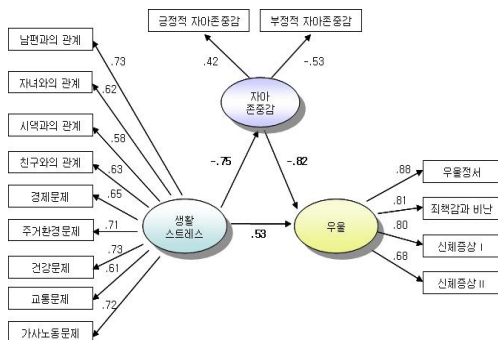 긍정적 자아존중감
부정적 자아존중감
남편과의 관계
.73
.42
-.53
자녀와의 관계
.62
자아
존중감
시댁과의 관계
.58
친구와의 관계
.63
-.75
-.82
.88
우울정서
경제문제
.65
.81
죄책감과 비난
주거환경문제
.71
생활
스트레스
.53
우울
.80
신체증상 I
건강문제
.73
.61
.68
신체증상 II
교통문제
.72
가사노동문제